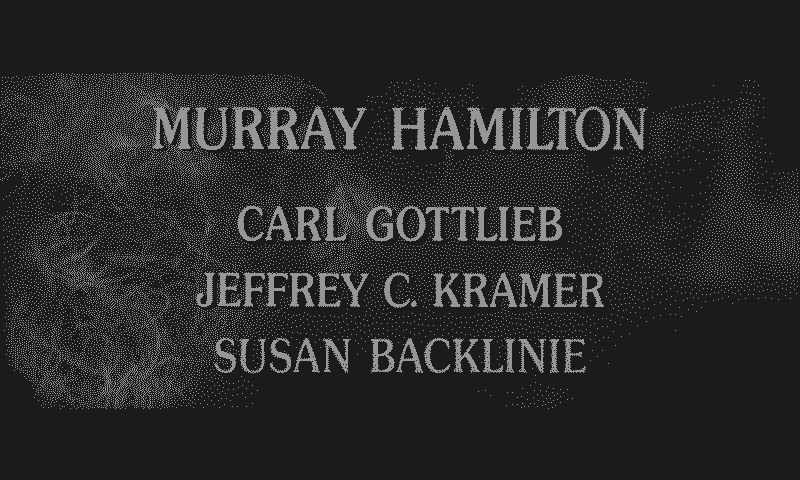 MURRAY HAMILTON
CARL GOTTLIEB
JEFFREY C. KRAMER
SUSAN BACKLINIE